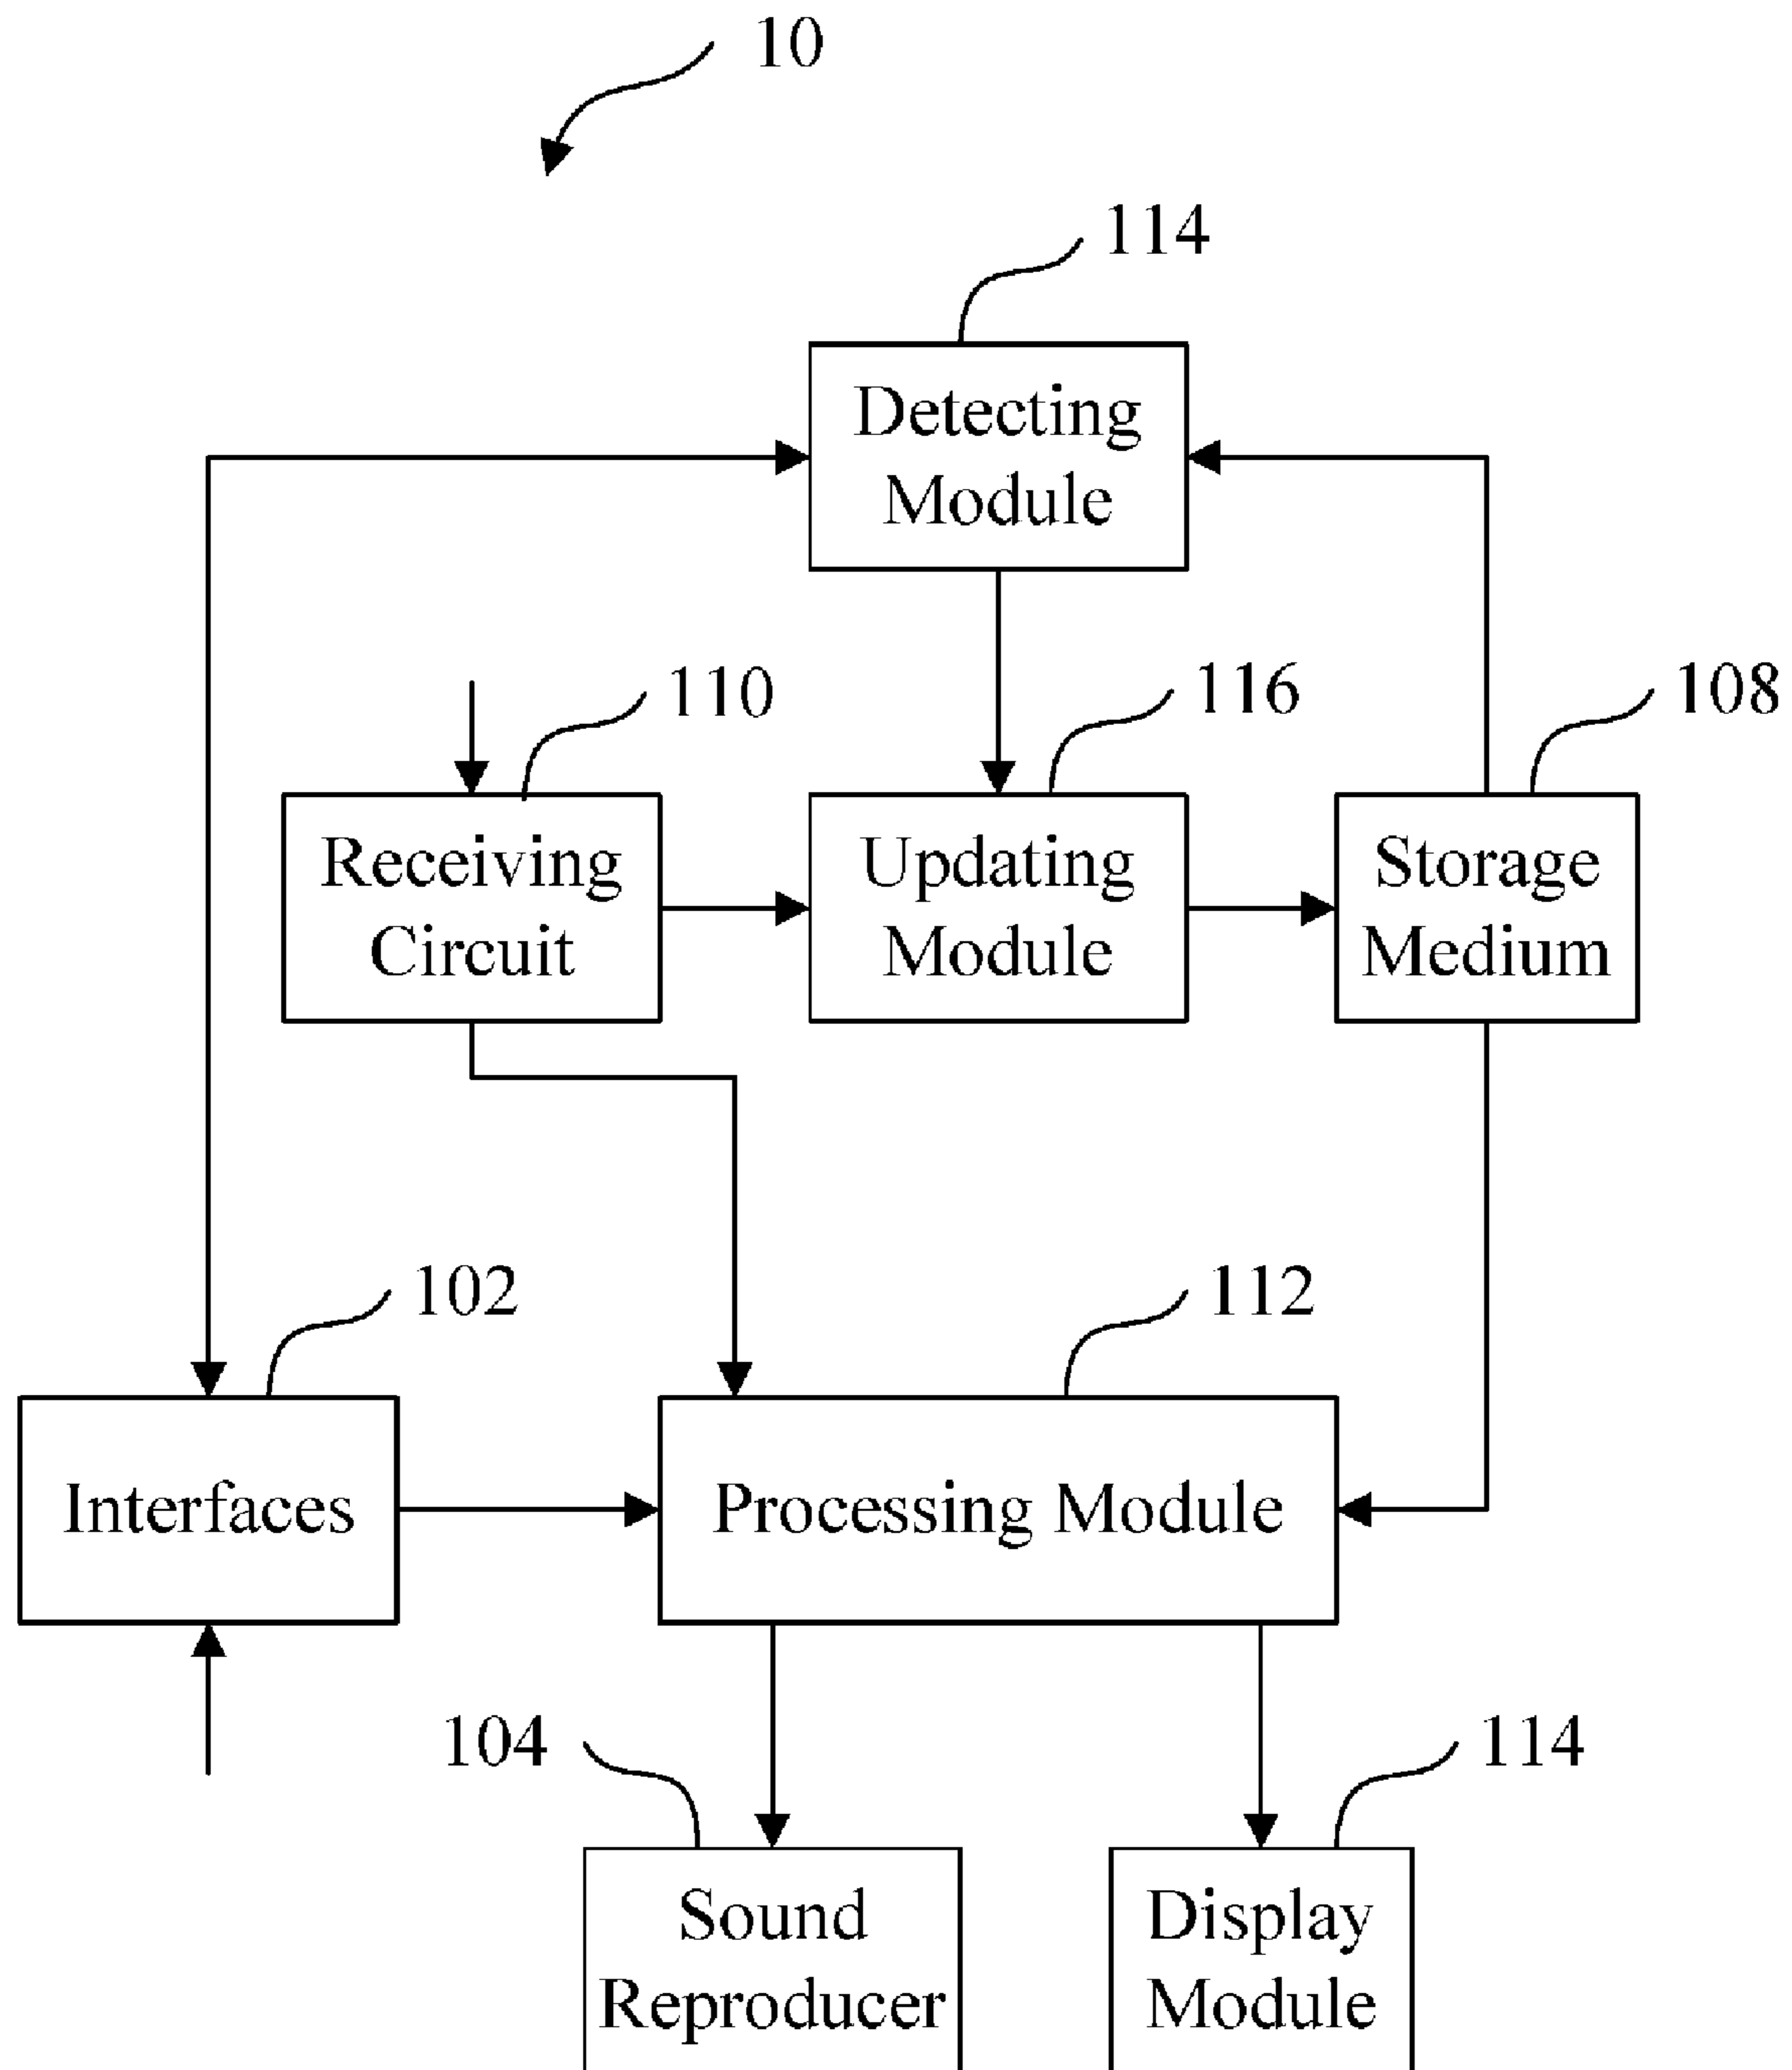 10
114
Detecting
Module
110
116
108
Receiving
Circuit
Updating
Module
Storage
Medium
102
112
Interfaces
Processing Module
104
114
Sound
Reproducer
Display
Module